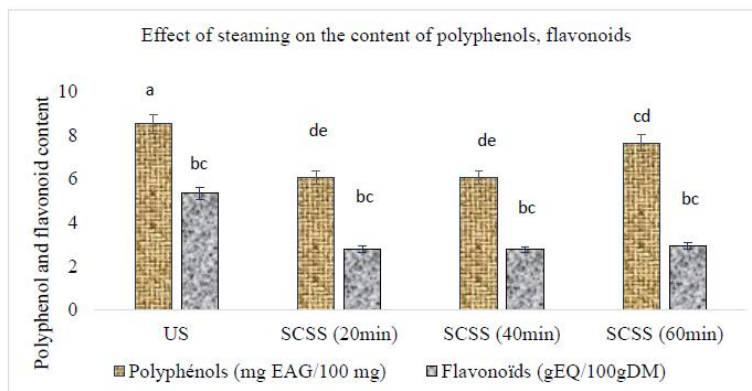 Effect of steaming on the content of polyphenols, flavonoids
Polyphenol and flavonoid content
10
8
6
4
2
0
a
bc
de
bc
de
bc
cd
bc
US
SCSS (20min)
SCSS (40min)
SCSS (60min)
Polyphénols (mg EAG/100 mg)
Flavonoïds (gEQ/100gDM)